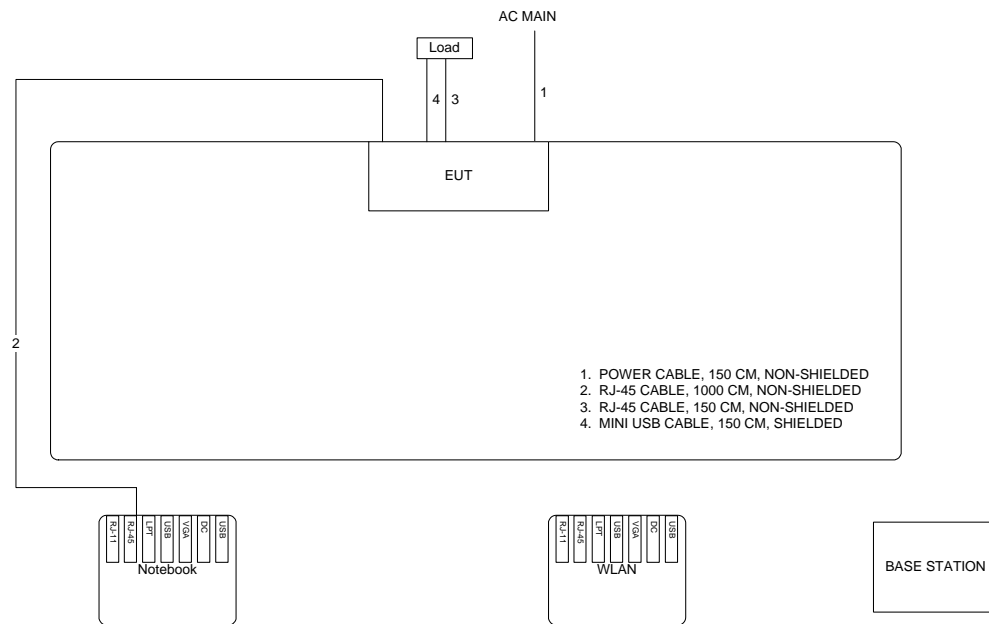 AC MAIN
Load
4 3
1
EUT
2
1. POWER CABLE, 150 CM, NON-SHIELDED
2. RJ-45 CABLE, 1000 CM, NON-SHIELDED
3. RJ-45 CABLE, 150 CM, NON-SHIELDED
4. MINI USB CABLE, 150 CM, SHIELDED
RJ-11 RJ-45 LPT USB VGA DC USB
Notebook
RJ-11 RJ-45 LPT USB VGA DC USB
WLAN
BASE STATION